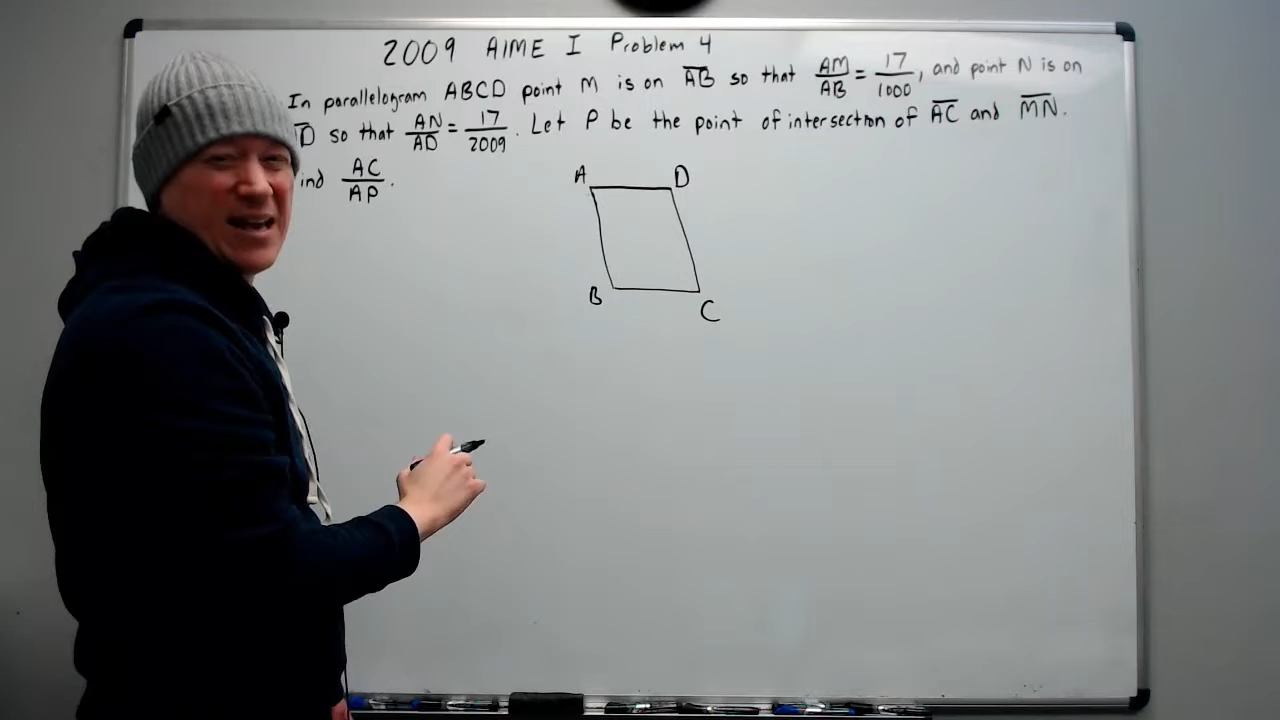 2009 AIME I Problem 4
In parallelogram ABCD point M is on AB so that AM/AB = 17/1000, and point N is on
D so that AN/AD = 17/2009. Let P be the point of intersection of AC and MN.
ind AC/AP.
A D
B C